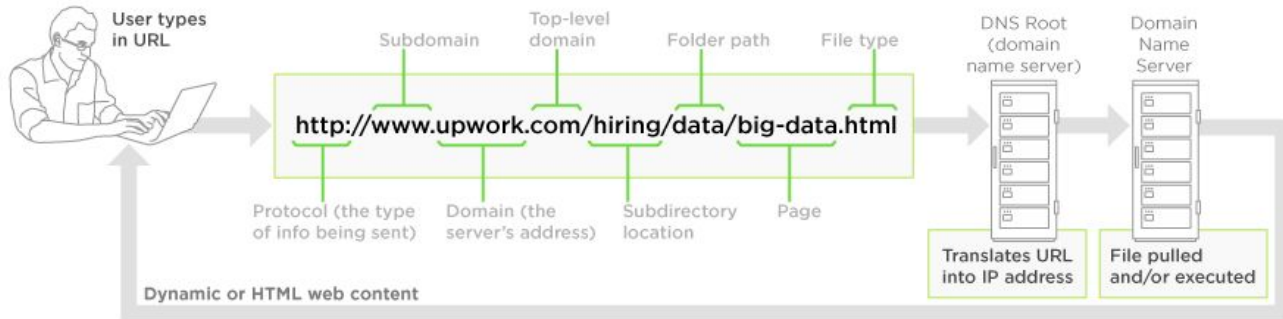 User types
in URL
Subdomain
Top-level
domain
Folder path
File type
http://www.upwork.com/hiring/data/big-data.html
Protocol (the type
of info being sent)
Domain (the
server's address)
Subdirectory
location
Page
DNS Root
(domain
name server)
Domain
Name
Server
Translates URL
into IP address
File pulled
and/or executed
Dynamic or HTML web content